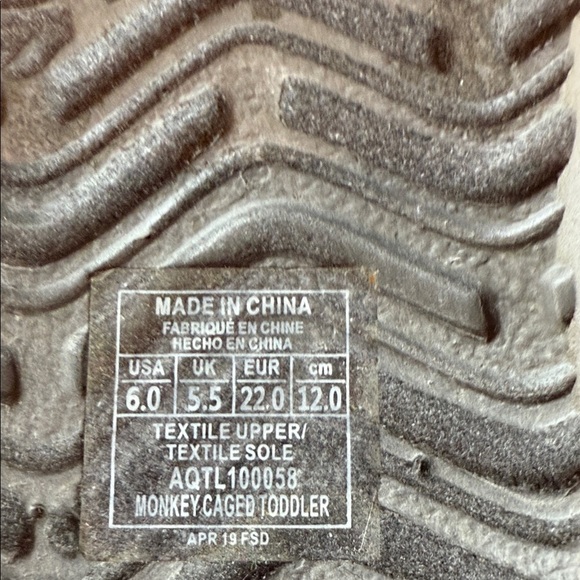 MADE IN CHINA
FABRIQUÉ EN CHINE
HECHO EN CHINA
USA UK EUR cm
6.0 5.5 22.0 12.0
TEXTILE UPPER/
TEXTILE SOLE
AQTL100058
MONKEY CAGED TODDLER
APR 19 FSD